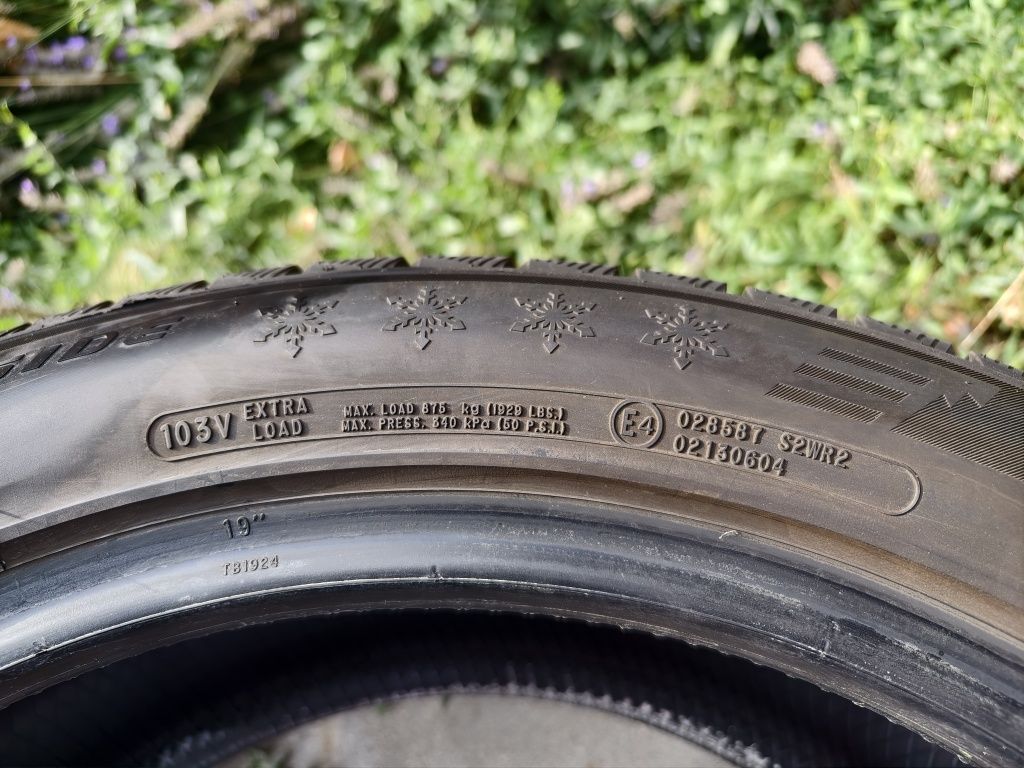 103V EXTRA LOAD
MAX. LOAD 875 kg (1929 LBS.)
MAX. PRESS. 340 kPa (50 P.S.I.)
E4
028587 S2WR2
02130604
19"
TB1924